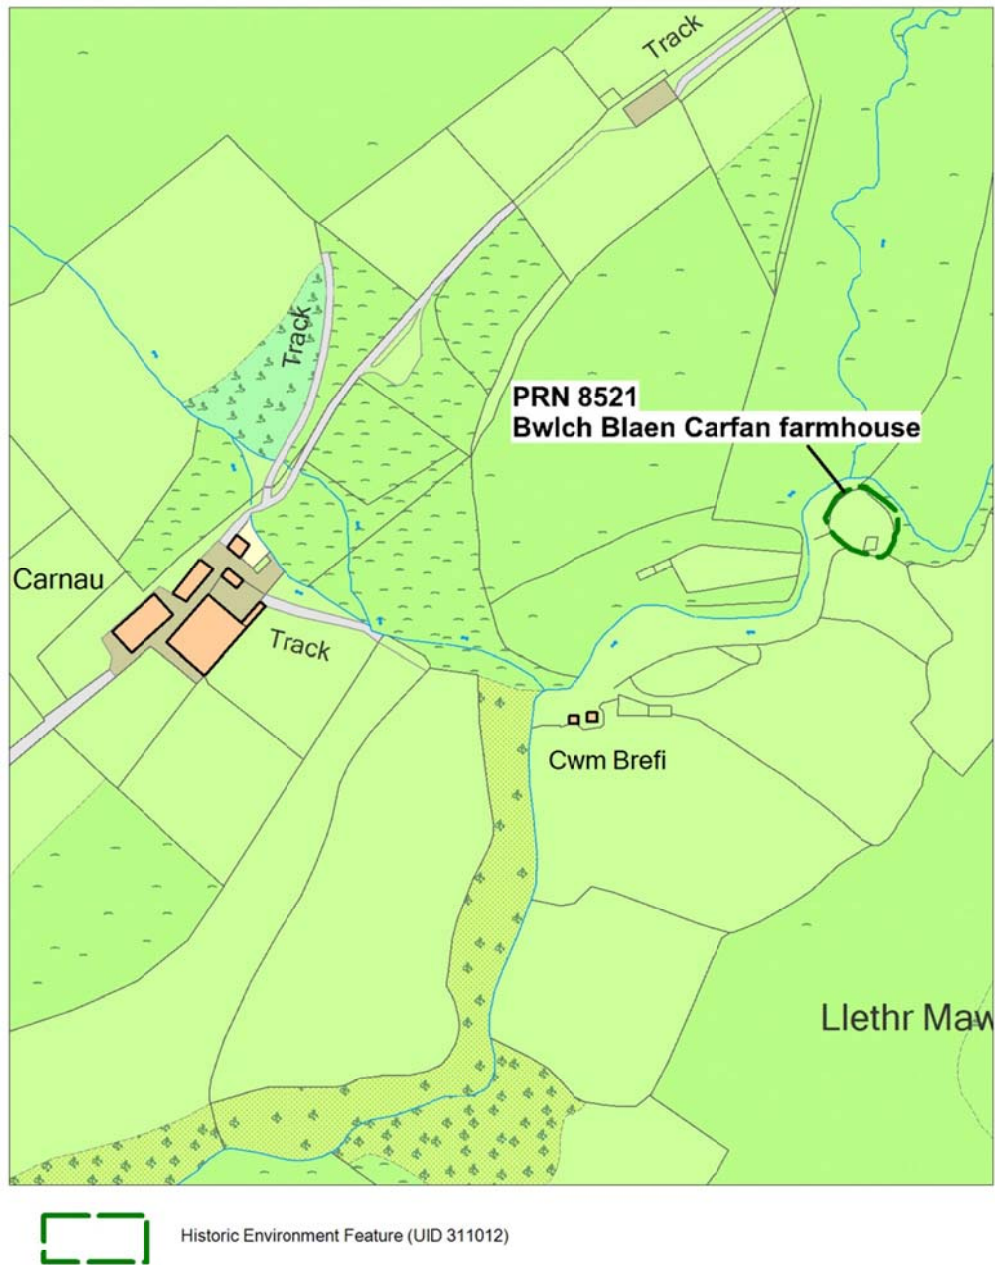 Track
Track
PRN 8521
Bwlch Blaen Carfan farmhouse
Carnau
Track
Cwm Brefi
Llethr Maw
Historic Environment Feature (UID 311012)